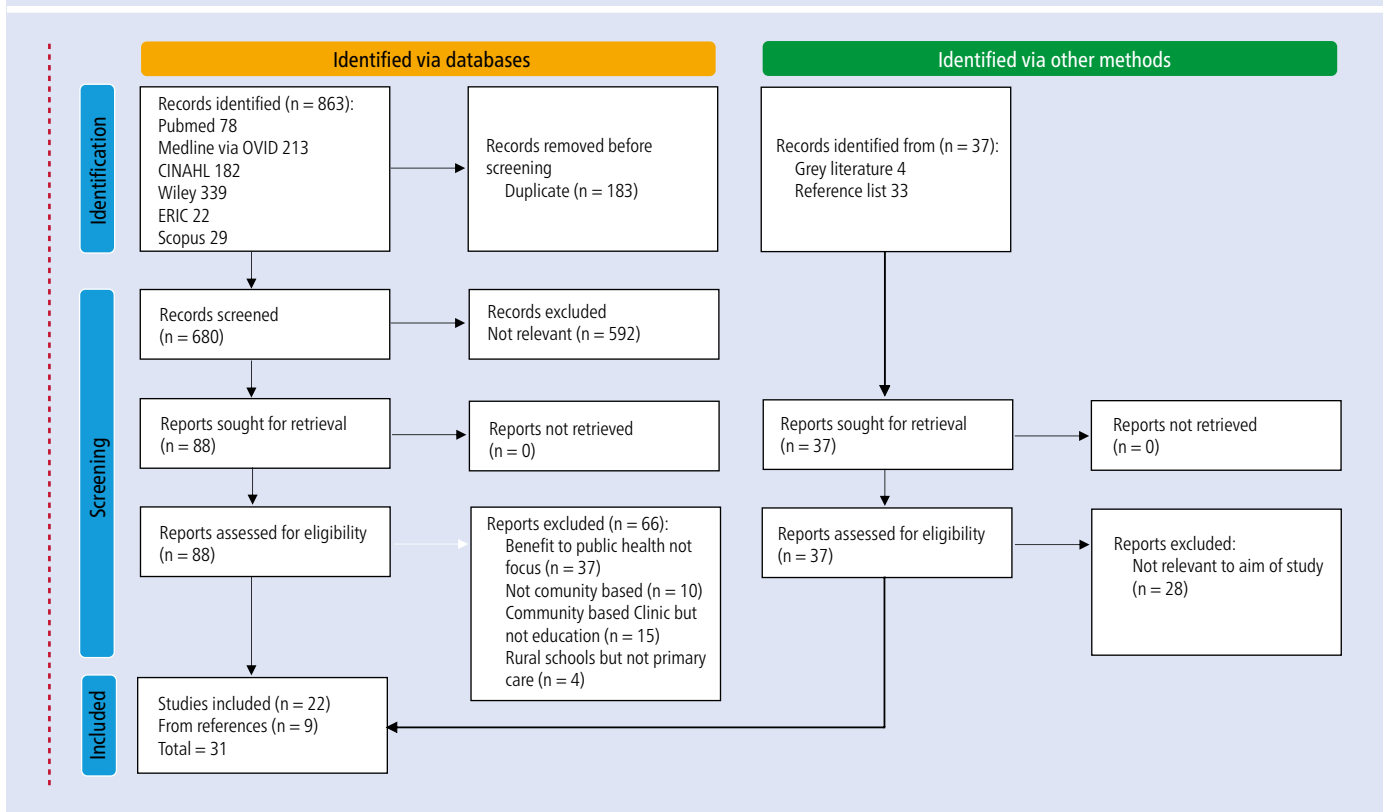 Identified via databases
Identified via other methods
Identification
Records identified (n = 863):
Pubmed 78
Medline via OVID 213
CINAHL 182
Wiley 339
ERIC 22
Scopus 29
Records removed before
screening
Duplicate (n = 183)
Records identified from (n = 37):
Grey literature 4
Reference list 33
Screening
Records screened
(n = 680)
Records excluded
Not relevant (n = 592)
Reports sought for retrieval
(n = 88)
Reports not retrieved
(n = 0)
Reports sought for retrieval
(n = 37)
Reports not retrieved
(n = 0)
Reports assessed for eligibility
(n = 88)
Reports excluded (n = 66):
Benefit to public health not
focus (n = 37)
Not comunity based (n = 10)
Community based Clinic but
not education (n = 15)
Rural schools but not primary
care (n = 4)
Reports assessed for eligibility
(n = 37)
Reports excluded:
Not relevant to aim of study
(n = 28)
Included
Studies included (n = 22)
From references (n = 9)
Total = 31